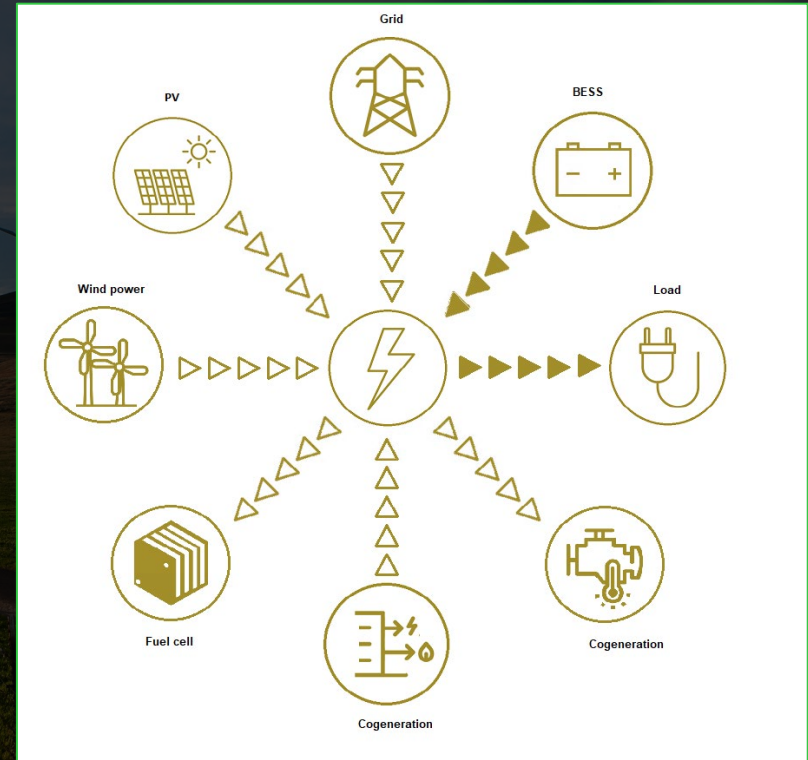 Grid
PV
BESS
Wind power
Load
Fuel cell
Cogeneration
Cogeneration